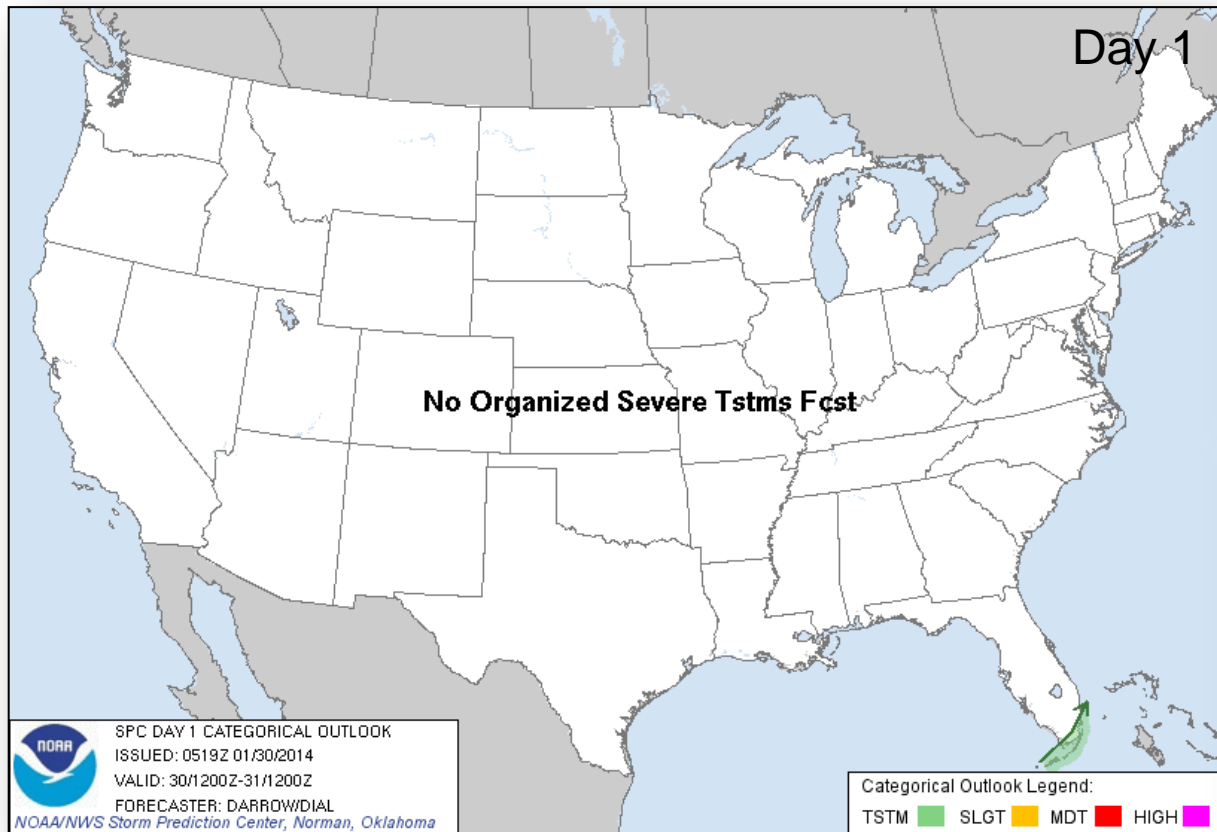 Day 1
No Organized Severe Tstms Fcst
NOAA
SPC DAY 1 CATEGORICAL OUTLOOK
ISSUED: 0519Z 01/30/2014
VALID: 30/1200Z-31/1200Z
FORECASTER: DARROW/DIAL
NOAA/NWS Storm Prediction Center, Norman, Oklahoma
Categorical Outlook Legend:
TSTM SLGT MDT HIGH